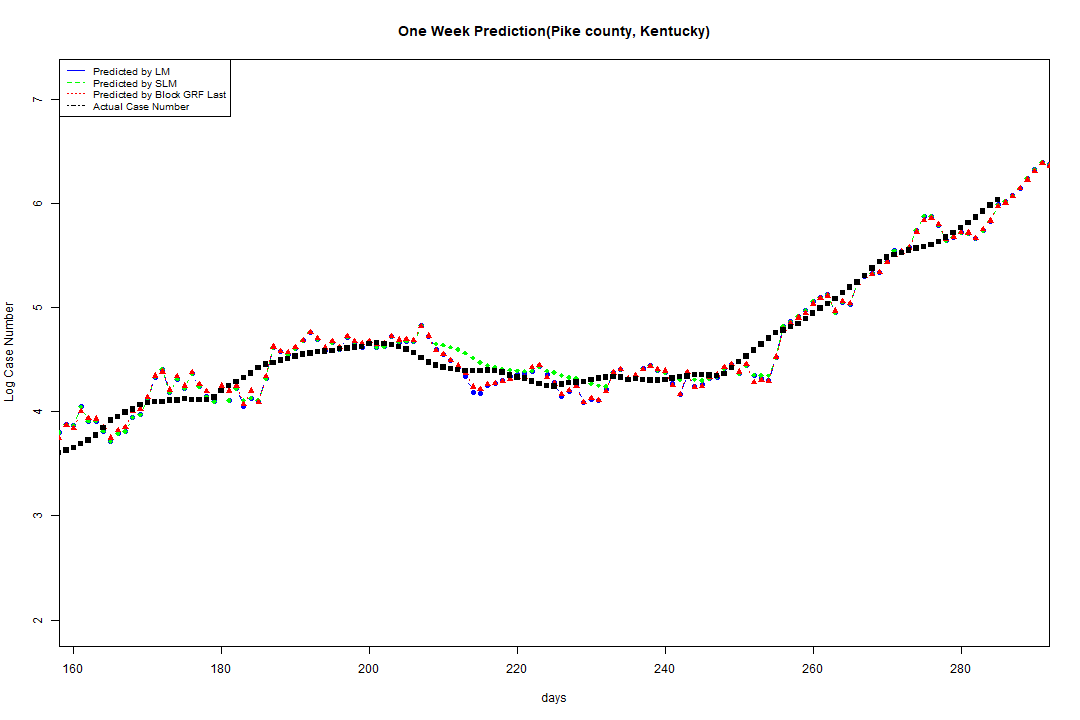 One Week Prediction(Pike county, Kentucky)
Predicted by LM
Predicted by SLM
Predicted by Block GRF Last
Actual Case Number
Log Case Number
7
6
5
4
3
2
160 180 200 220 240 260 280
days